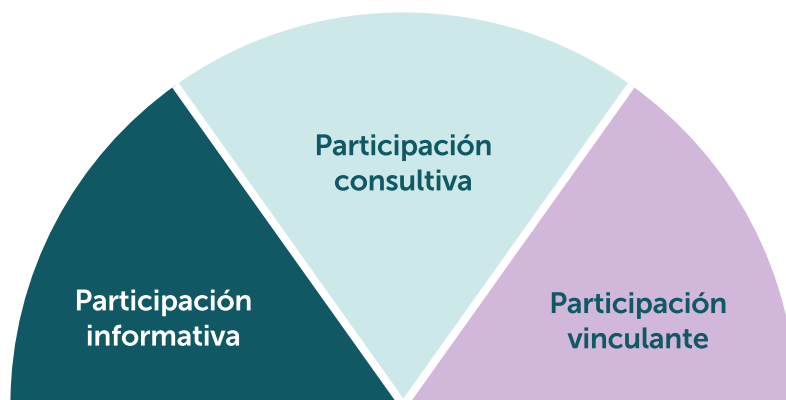 Participación
consultiva
Participación
informativa
Participación
vinculante